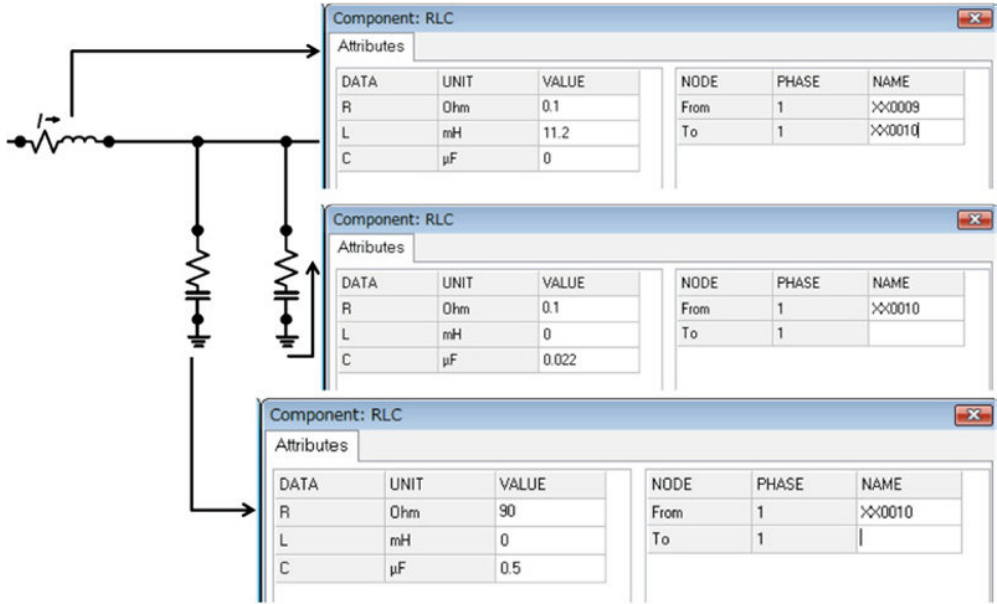 I→
Component: RLC
Attributes
DATA UNIT VALUE NODE PHASE NAME
R Ohm 0.1 From 1 XX0009
L mH 11.2 To 1 XX0010
C µF 0
Component: RLC
Attributes
DATA UNIT VALUE NODE PHASE NAME
R Ohm 0.1 From 1 XX0010
L mH 0 To 1
C µF 0.022
Component: RLC
Attributes
DATA UNIT VALUE NODE PHASE NAME
R Ohm 90 From 1 XX0010
L mH 0 To 1
C µF 0.5